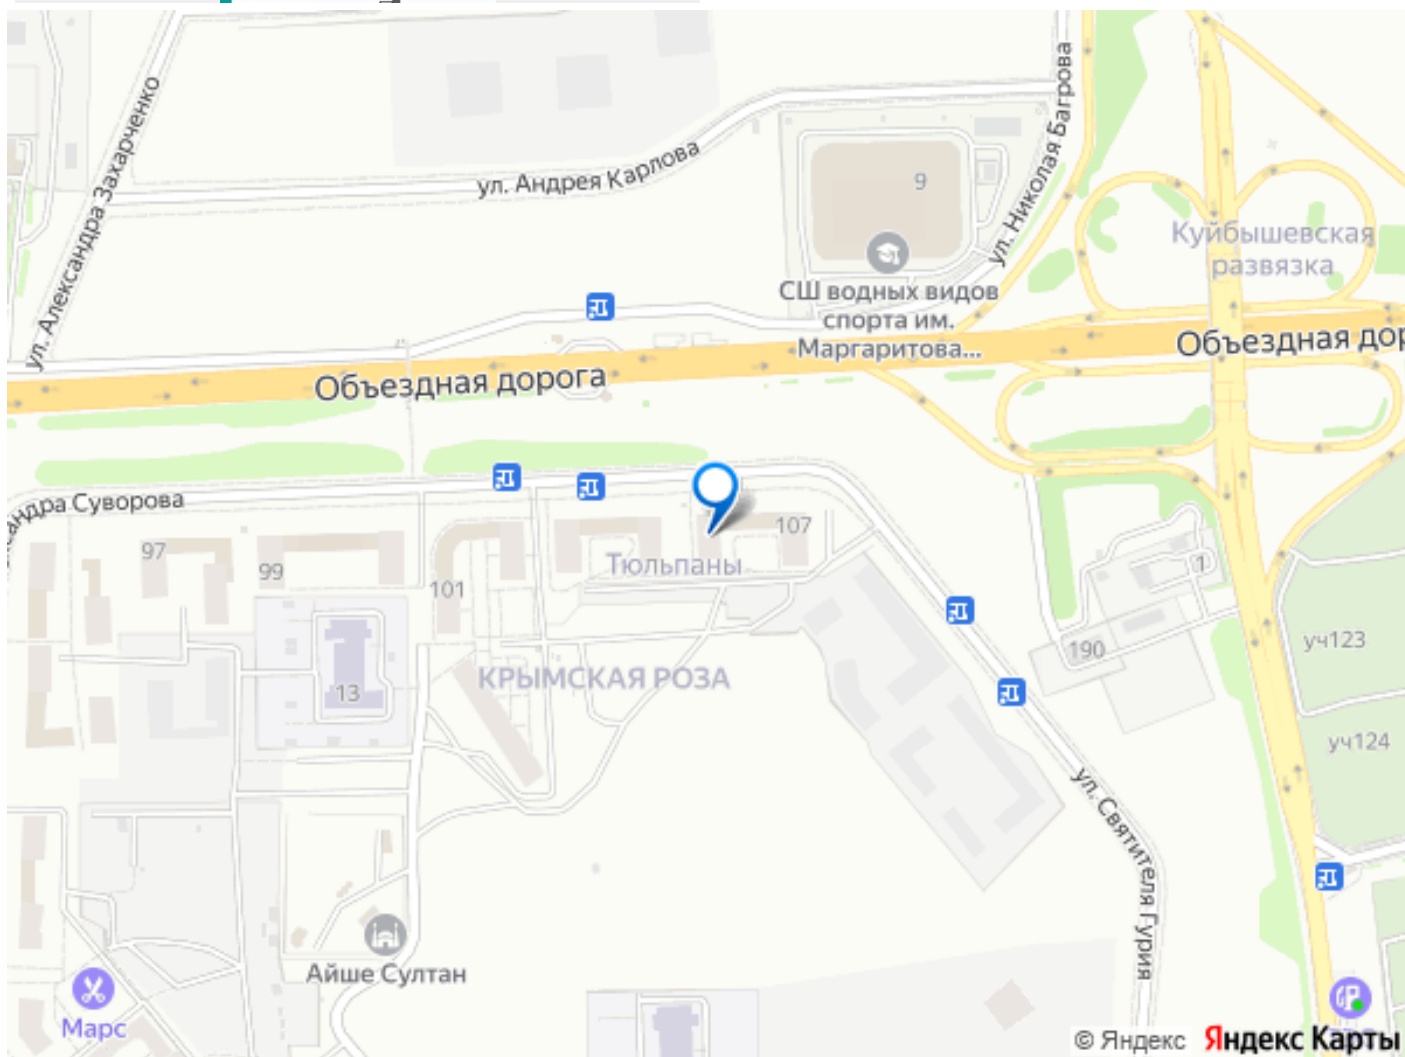 ул. Александра Захарченко
ул. Андрея Карлова
ул. Николая Багрова
9
Куйбышевская
развязка
СШ водных видов
спорта им.
Маргаритова...
Объездная дорога
Объездная дор
ксандра Суворова
97
99
101
107
Тюльпаны
1
190
уч123
КРЫМСКАЯ РОЗА
13
уч124
ул. Святителя Гурия
Айше Султан
Марс
© Яндекс Яндекс Карты